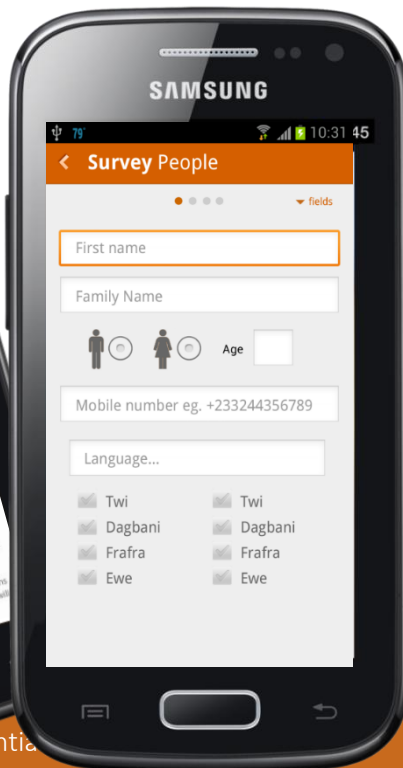 SAMSUNG
79°
10:31 45
Survey People
fields
First name
Family Name
Age
Mobile number eg. +233244356789
Language...
Twi Twi
Dagbani Dagbani
Frafra Frafra
Ewe Ewe